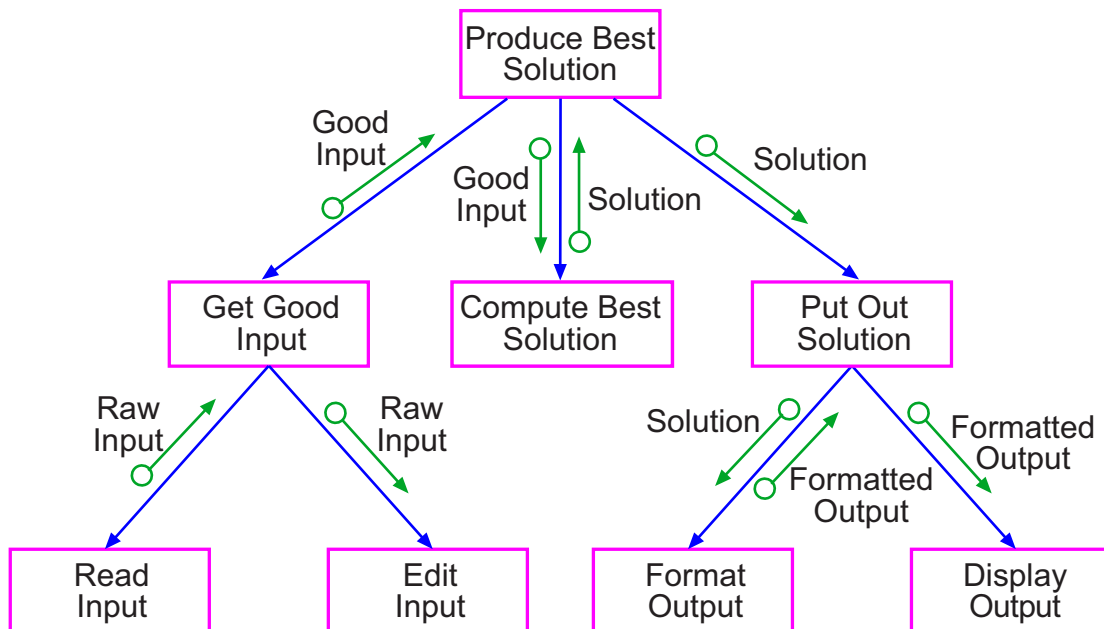 Produce Best
Solution
Good
Input
Good
Input
Solution
Solution
Get Good
Input
Compute Best
Solution
Put Out
Solution
Raw
Input
Raw
Input
Solution
Formatted
Output
Formatted
Output
Read
Input
Edit
Input
Format
Output
Display
Output